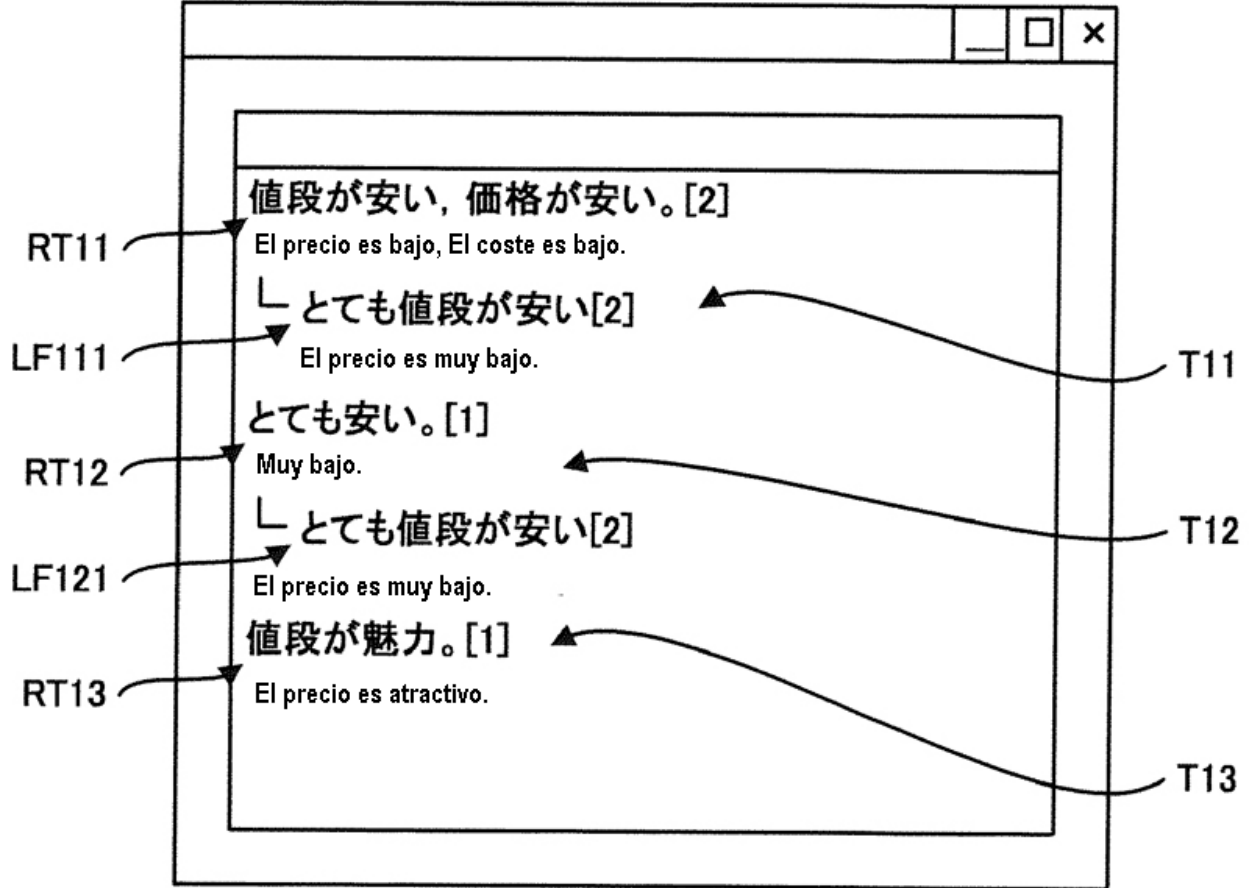 値段が安い，価格が安い。[2]
RT11
El precio es bajo, El coste es bajo.
とても値段が安い[2]
LF111
El precio es muy bajo.
T11
とても安い。[1]
RT12
Muy bajo.
とても値段が安い[2]
T12
LF121
El precio es muy bajo.
値段が魅力。[1]
RT13
El precio es atractivo.
T13